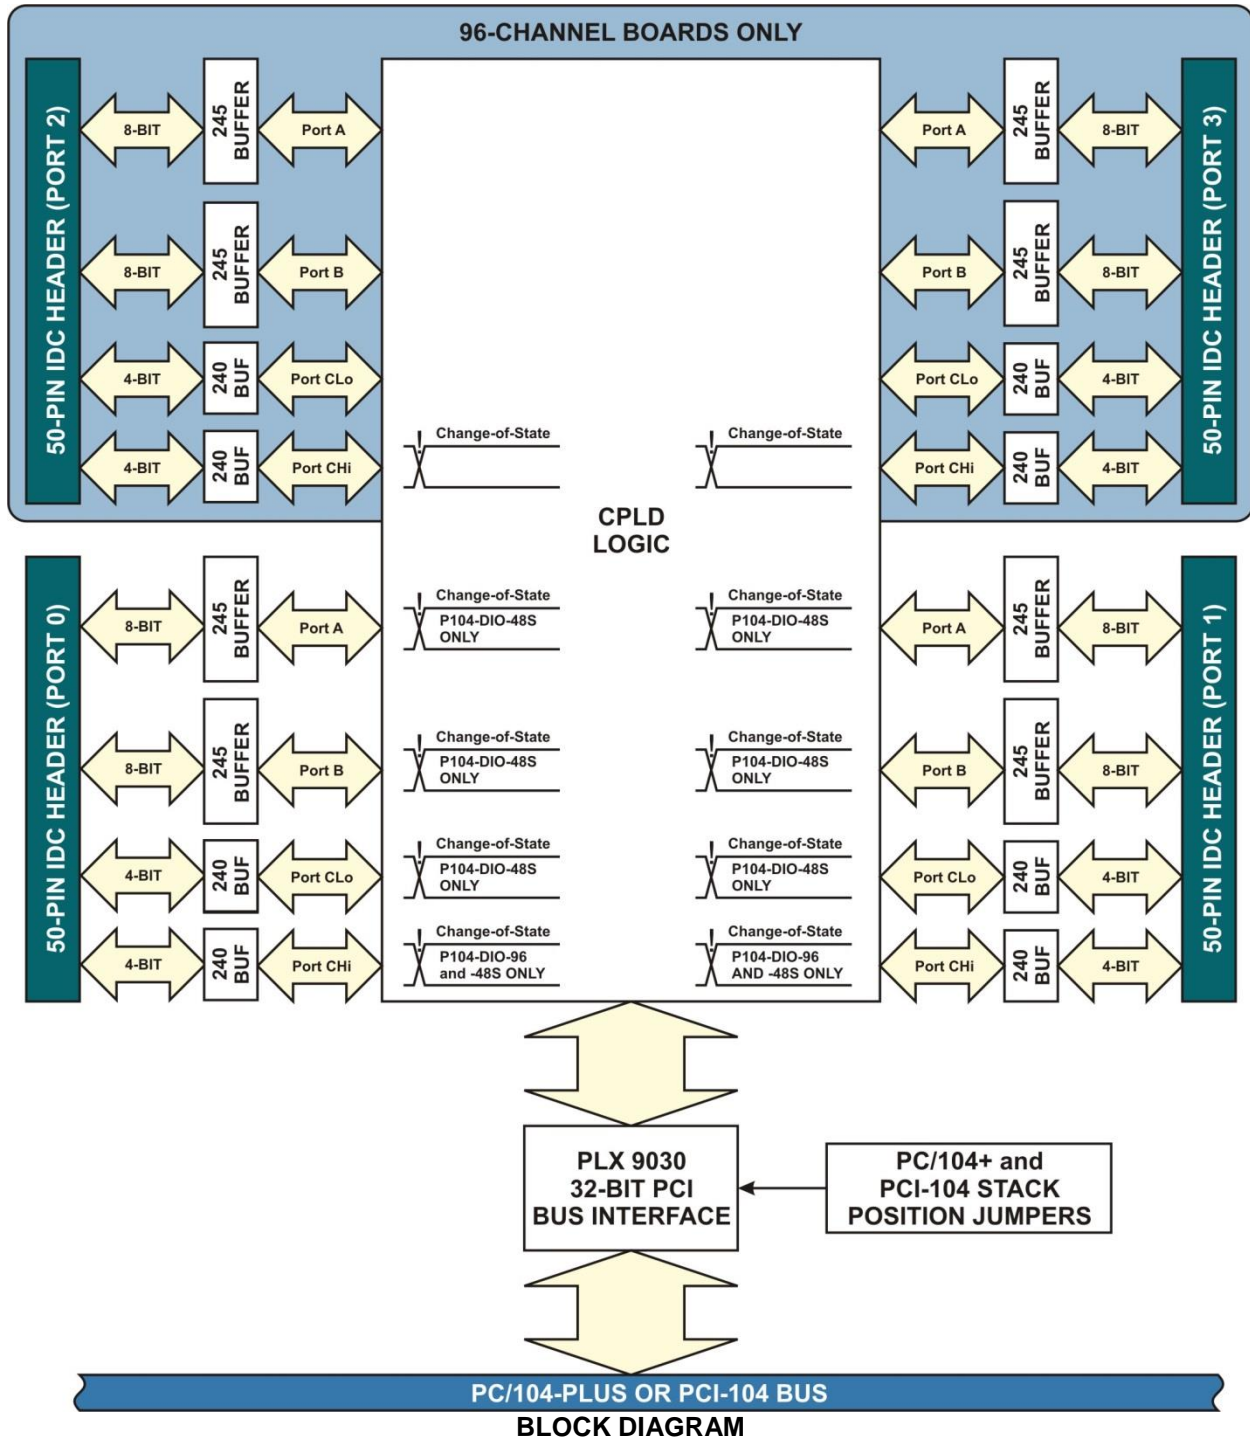 96-CHANNEL BOARDS ONLY
50-PIN IDC HEADER (PORT 2)
8-BIT
245
BUFFER
Port A
8-BIT
245
BUFFER
Port B
4-BIT
240
BUF
Port CLo
4-BIT
240
BUF
Port CHi
! Change-of-State
Port A
245
BUFFER
8-BIT
Port B
245
BUFFER
8-BIT
Port CLo
240
BUF
4-BIT
Port CHi
240
BUF
4-BIT
50-PIN IDC HEADER (PORT 3)
! Change-of-State
CPLD
LOGIC
50-PIN IDC HEADER (PORT 0)
8-BIT
245
BUFFER
Port A
! Change-of-State
P104-DIO-48S
ONLY
8-BIT
245
BUFFER
Port B
! Change-of-State
P104-DIO-48S
ONLY
4-BIT
240
BUF
Port CLo
! Change-of-State
P104-DIO-48S
ONLY
4-BIT
240
BUF
Port CHi
! Change-of-State
P104-DIO-96
and -48S ONLY
! Change-of-State
P104-DIO-48S
ONLY
Port A
245
BUFFER
8-BIT
! Change-of-State
P104-DIO-48S
ONLY
Port B
245
BUFFER
8-BIT
! Change-of-State
P104-DIO-48S
ONLY
Port CLo
240
BUF
4-BIT
! Change-of-State
P104-DIO-96
AND -48S ONLY
Port CHi
240
BUF
4-BIT
50-PIN IDC HEADER (PORT 1)
PLX 9030
32-BIT PCI
BUS INTERFACE
PC/104+ and
PCI-104 STACK
POSITION JUMPERS
PC/104-PLUS OR PCI-104 BUS
BLOCK DIAGRAM